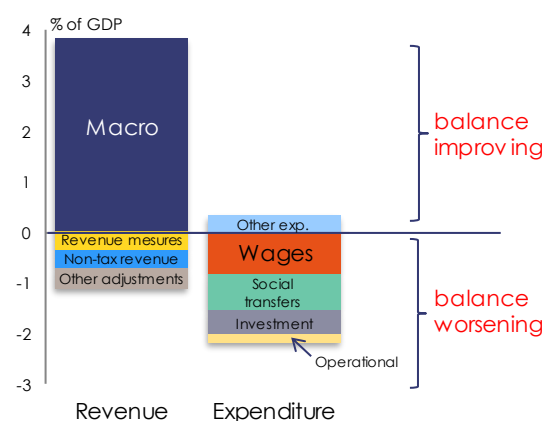 % of GDP
4
3
2
1
0
-1
-2
-3
Macro
Revenue mesures
Non-tax revenue
Other adjustments
Other exp.
Wages
Social
transfers
Investment
Operational
balance
improving
balance
worsening
Revenue
Expenditure